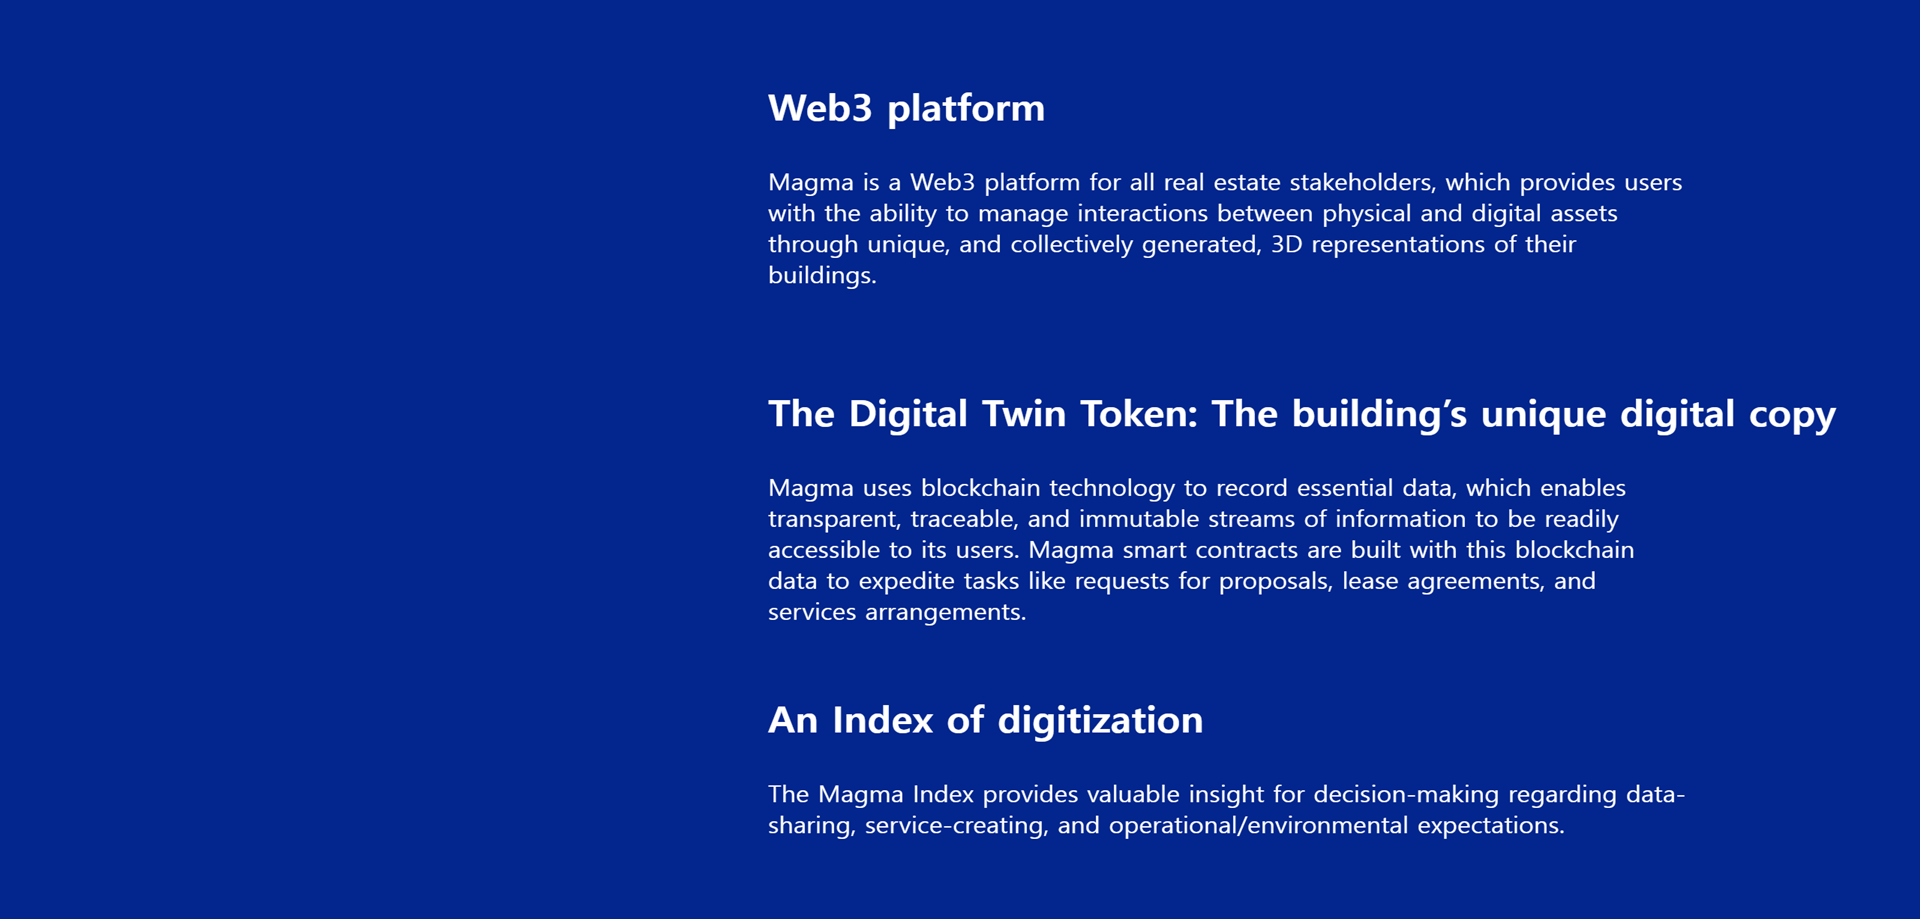 Web3 platform
Magma is a Web3 platform for all real estate stakeholders, which provides users
with the ability to manage interactions between physical and digital assets
through unique, and collectively generated, 3D representations of their
buildings.
The Digital Twin Token: The building’s unique digital copy
Magma uses blockchain technology to record essential data, which enables
transparent, traceable, and immutable streams of information to be readily
accessible to its users. Magma smart contracts are built with this blockchain
data to expedite tasks like requests for proposals, lease agreements, and
services arrangements.
An Index of digitization
The Magma Index provides valuable insight for decision-making regarding data-
sharing, service-creating, and operational/environmental expectations.